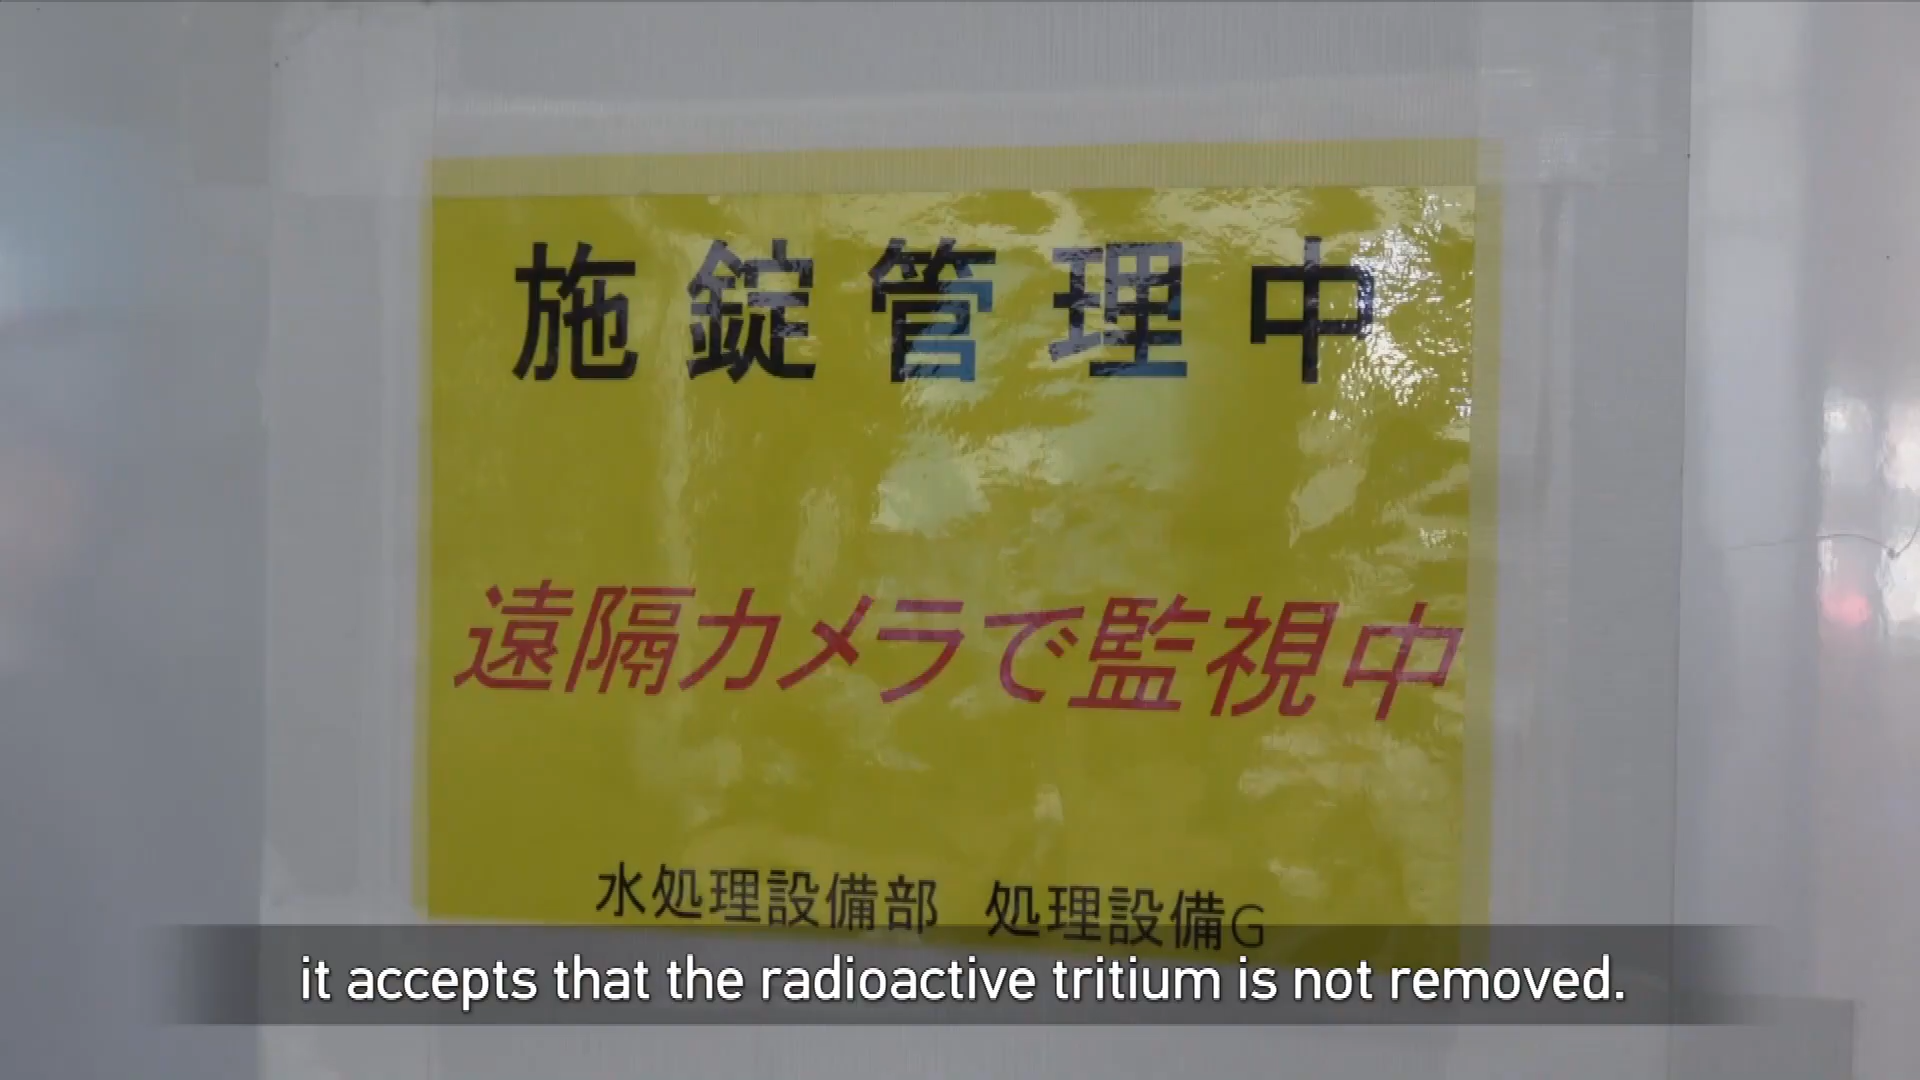 施錠管理中
遠隔カメラで監視中
水処理設備部 処理設備G
it accepts that the radioactive tritium is not removed.